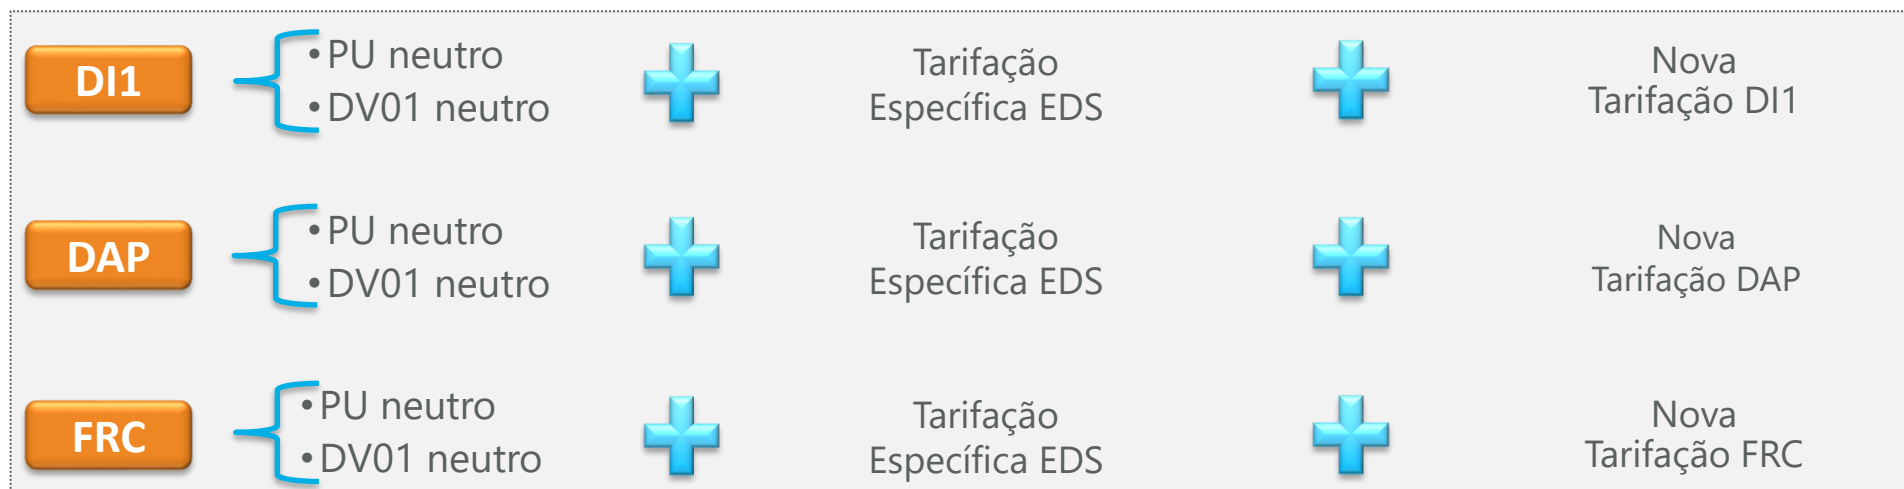 DI1
•PU neutro
•DV01 neutro
Tarifação
Específica EDS
Nova
Tarifação DI1
DAP
•PU neutro
•DV01 neutro
Tarifação
Específica EDS
Nova
Tarifação DAP
FRC
•PU neutro
•DV01 neutro
Tarifação
Específica EDS
Nova
Tarifação FRC